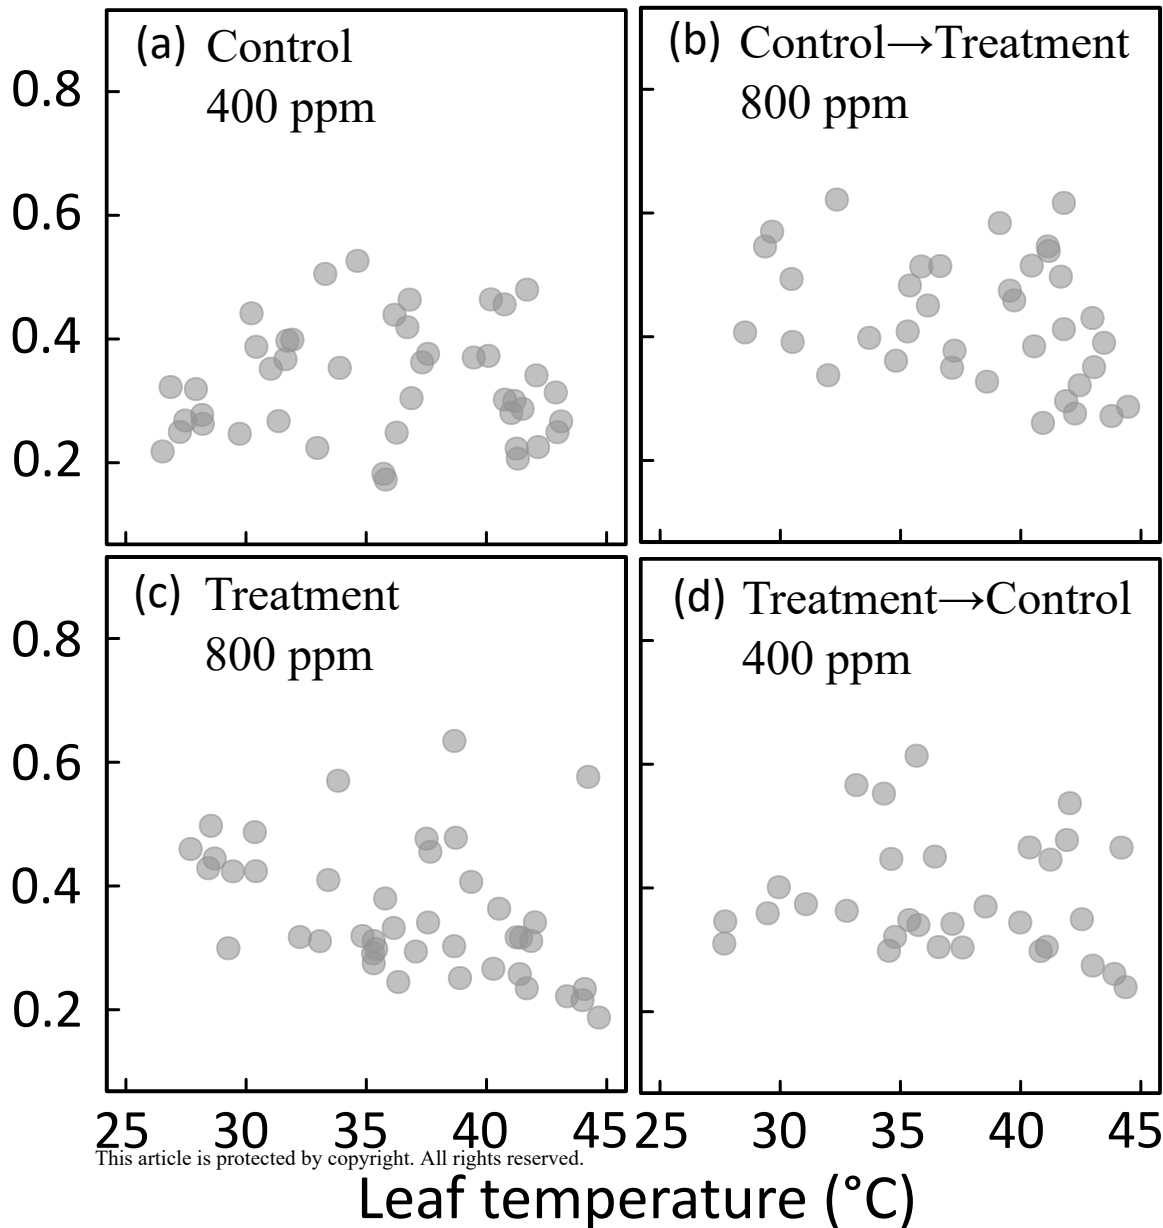 (a) Control
400 ppm
(b) Control→Treatment
800 ppm
0.8
0.6
0.4
0.2
(c) Treatment
800 ppm
(d) Treatment→Control
400 ppm
0.8
0.6
0.4
0.2
25 30 35 40 45 25 30 35 40 45
This article is protected by copyright. All rights reserved.
Leaf temperature (°C)